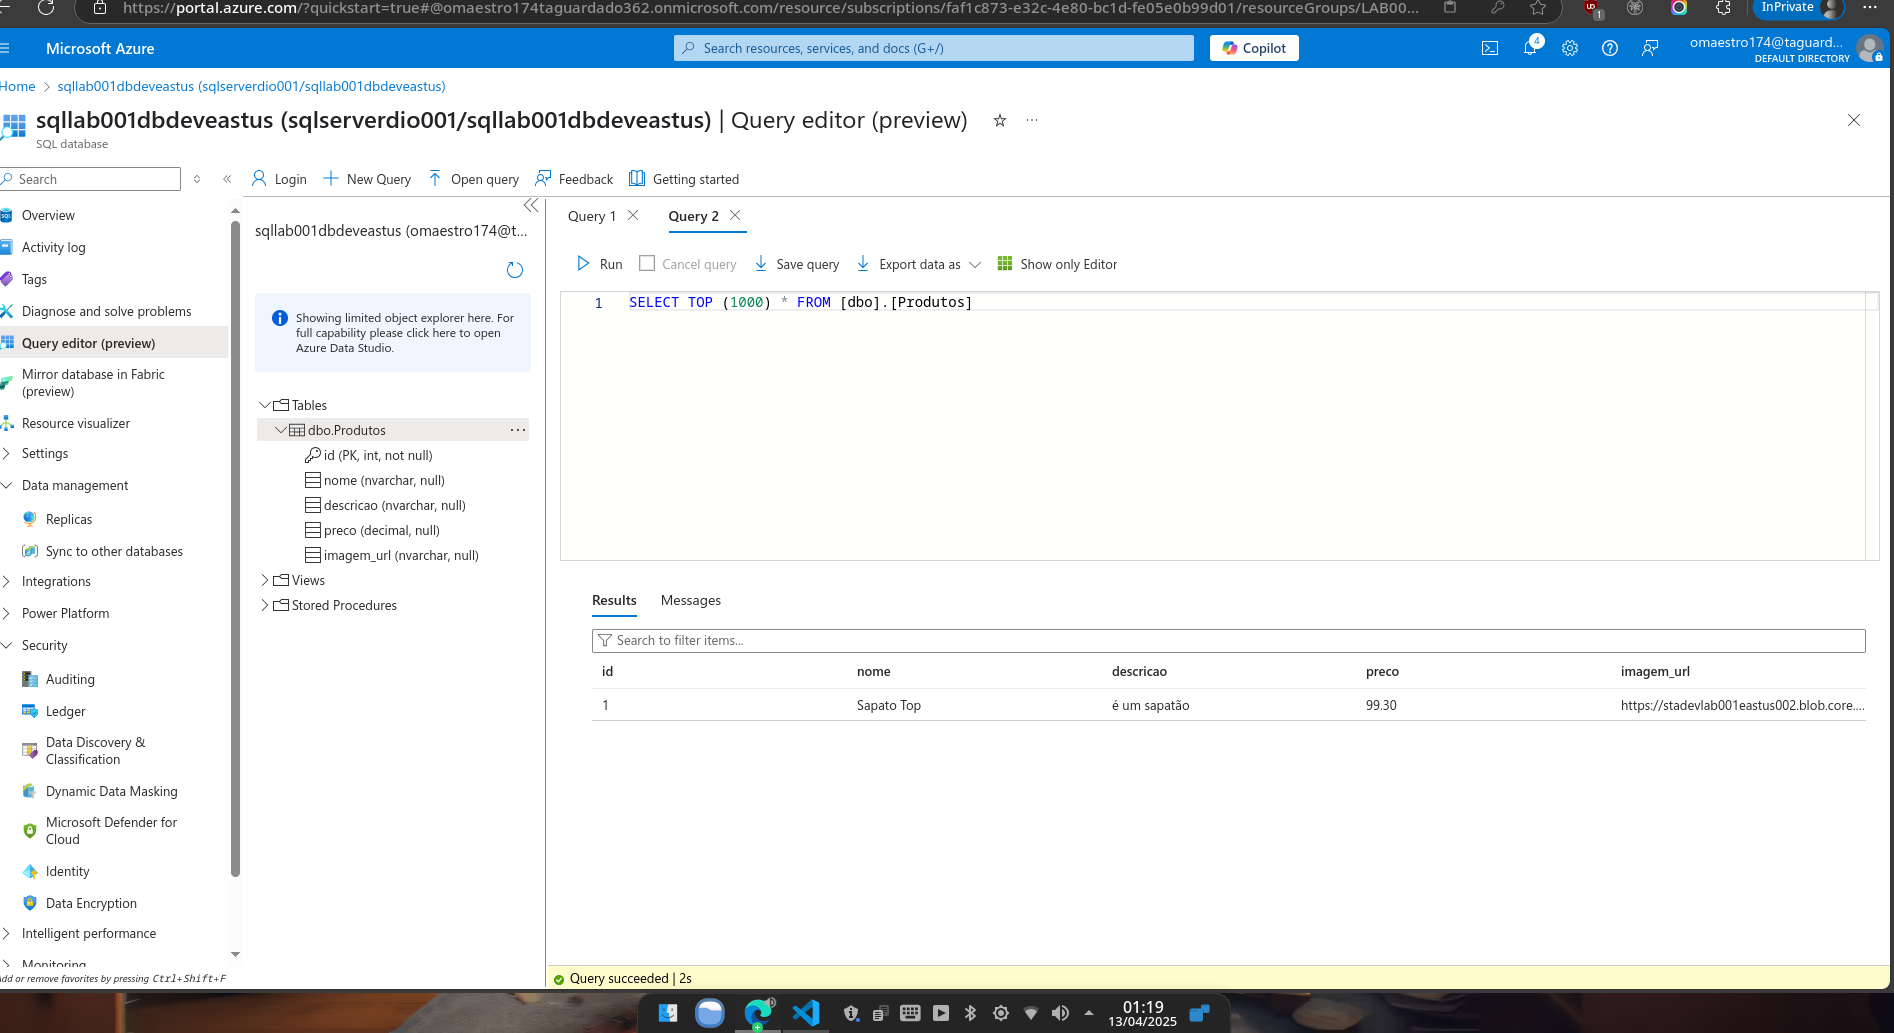 https://portal.azure.com/?quickstart=true#@omaestro174taguardado362.onmicrosoft.com/resource/subscriptions/faf1c873-e32c-4e80-bc1d-fe05e0b99d01/resourceGroups/LAB00...
1
InPrivate
Microsoft Azure
Search resources, services, and docs (G+/)
Copilot
4
omaestro174@taguard...
DEFAULT DIRECTORY
Home > sqllab001dbdeveastus (sqlserverdio001/sqllab001dbdeveastus)
sqllab001dbdeveastus (sqlserverdio001/sqllab001dbdeveastus) | Query editor (preview)
SQL database
Search
Login
New Query
Open query
Feedback
Getting started
Overview
Activity log
Tags
Diagnose and solve problems
Query editor (preview)
Mirror database in Fabric
(preview)
Resource visualizer
Settings
Data management
Replicas
Sync to other databases
Integrations
Power Platform
Security
Auditing
Ledger
Data Discovery &
Classification
Dynamic Data Masking
Microsoft Defender for
Cloud
Identity
Data Encryption
Intelligent performance
Monitoring
Add or remove favorites by pressing Ctrl+Shift+F
sqllab001dbdeveastus (omaestro174@t...
Showing limited object explorer here. For
full capability please click here to open
Azure Data Studio.
Tables
dbo.Produtos
id (PK, int, not null)
nome (nvarchar, null)
descricao (nvarchar, null)
preco (decimal, null)
imagem_url (nvarchar, null)
Views
Stored Procedures
Query 1
Query 2
Run
Cancel query
Save query
Export data as
Show only Editor
1 SELECT TOP (1000) * FROM [dbo].[Produtos]
Results
Messages
Search to filter items...
id nome descricao preco imagem_url
1 Sapato Top é um sapatão 99.30 https://stadevlab001eastus002.blob.core....
Query succeeded | 2s
01:19
13/04/2025